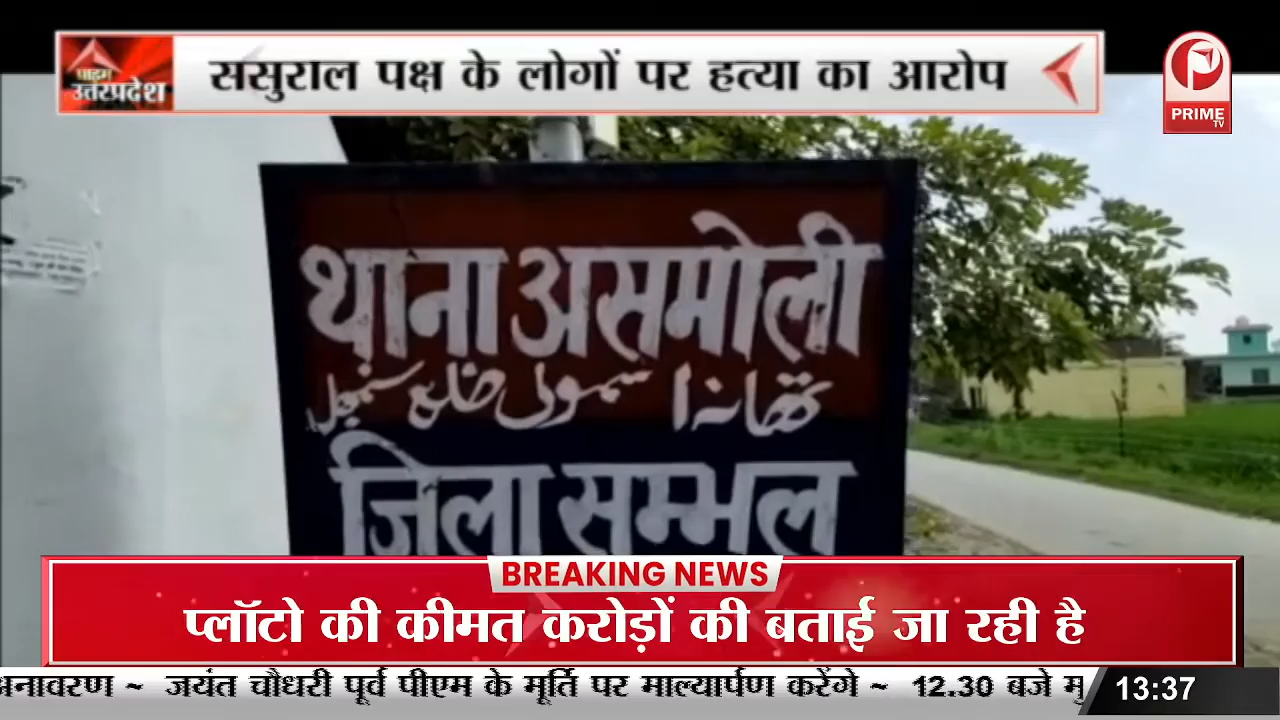 ससुराल पक्ष के लोगों पर हत्या का आरोप
प्राइम
उत्तरप्रदेश
PRIME
TV
थाना असमोली
تھانہ اسمولی ضلع سنبھل
जिला सम्भल
BREAKING NEWS
प्लॉटो की कीमत करोड़ों की बताई जा रही है
अनावरण ~ जयंत चौधरी पूर्व पीएम के मूर्ति पर माल्यार्पण करेंगे ~ 12.30 बजे मु
13:37